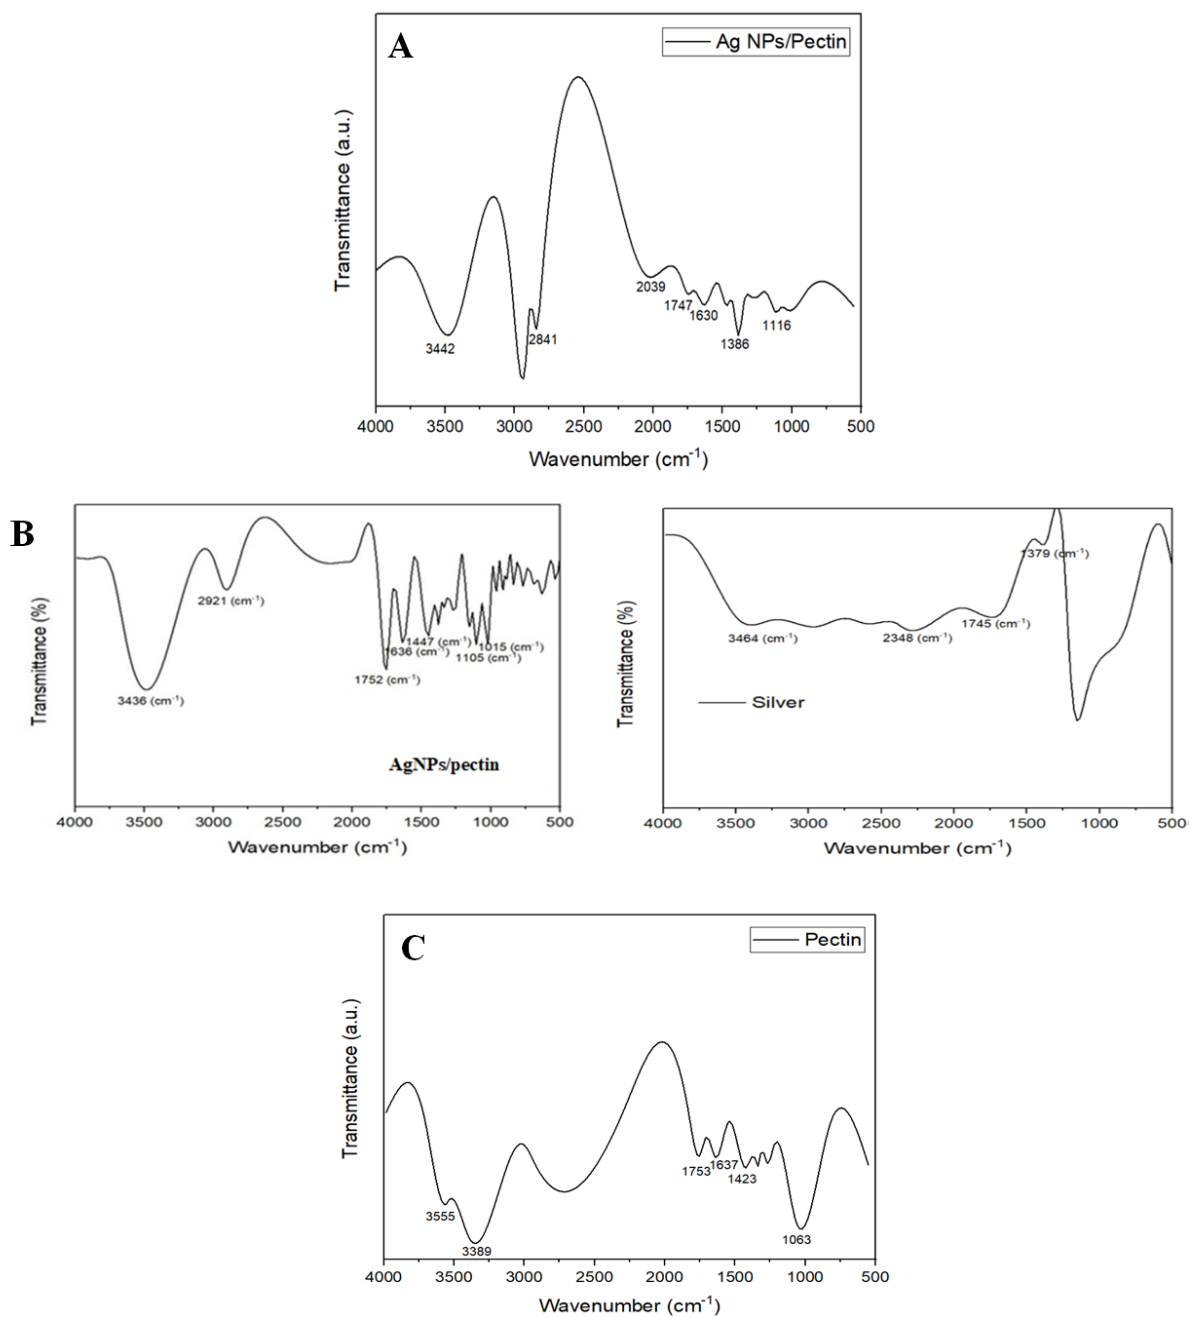 A
Ag NPs/Pectin
Transmittance (a.u.)
3442
2841
2039
1747
1630
1386
1116
4000 3500 3000 2500 2000 1500 1000 500
Wavenumber (cm⁻¹)
B
Transmittance (%)
2921 (cm⁻¹)
3436 (cm⁻¹)
1752 (cm⁻¹)
1636 (cm⁻¹)
1447 (cm⁻¹)
1105 (cm⁻¹)
1015 (cm⁻¹)
AgNPs/pectin
4000 3500 3000 2500 2000 1500 1000 500
Wavenumber (cm⁻¹)
Transmittance (%)
3464 (cm⁻¹)
2348 (cm⁻¹)
1745 (cm⁻¹)
1379 (cm⁻¹)
Silver
4000 3500 3000 2500 2000 1500 1000 500
Wavenumber (cm⁻¹)
C
Pectin
Transmittance (a.u.)
3555
3389
1753
1637
1423
1063
4000 3500 3000 2500 2000 1500 1000 500
Wavenumber (cm⁻¹)